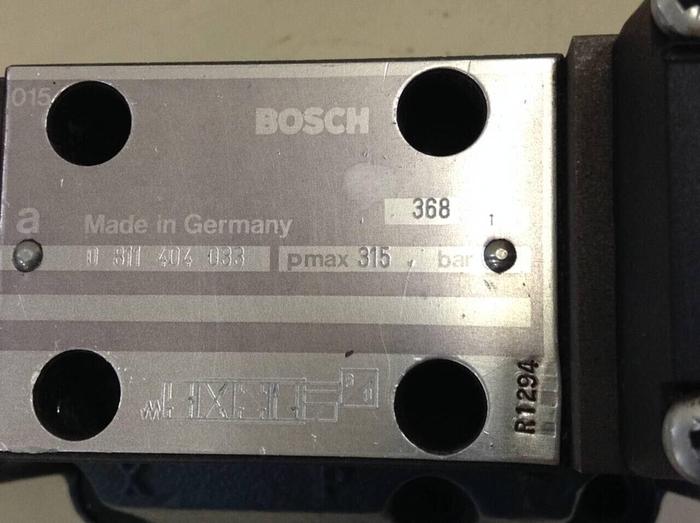 015
BOSCH
368
a
Made in Germany
0 811 404 033
pmax 315 bar
R1294